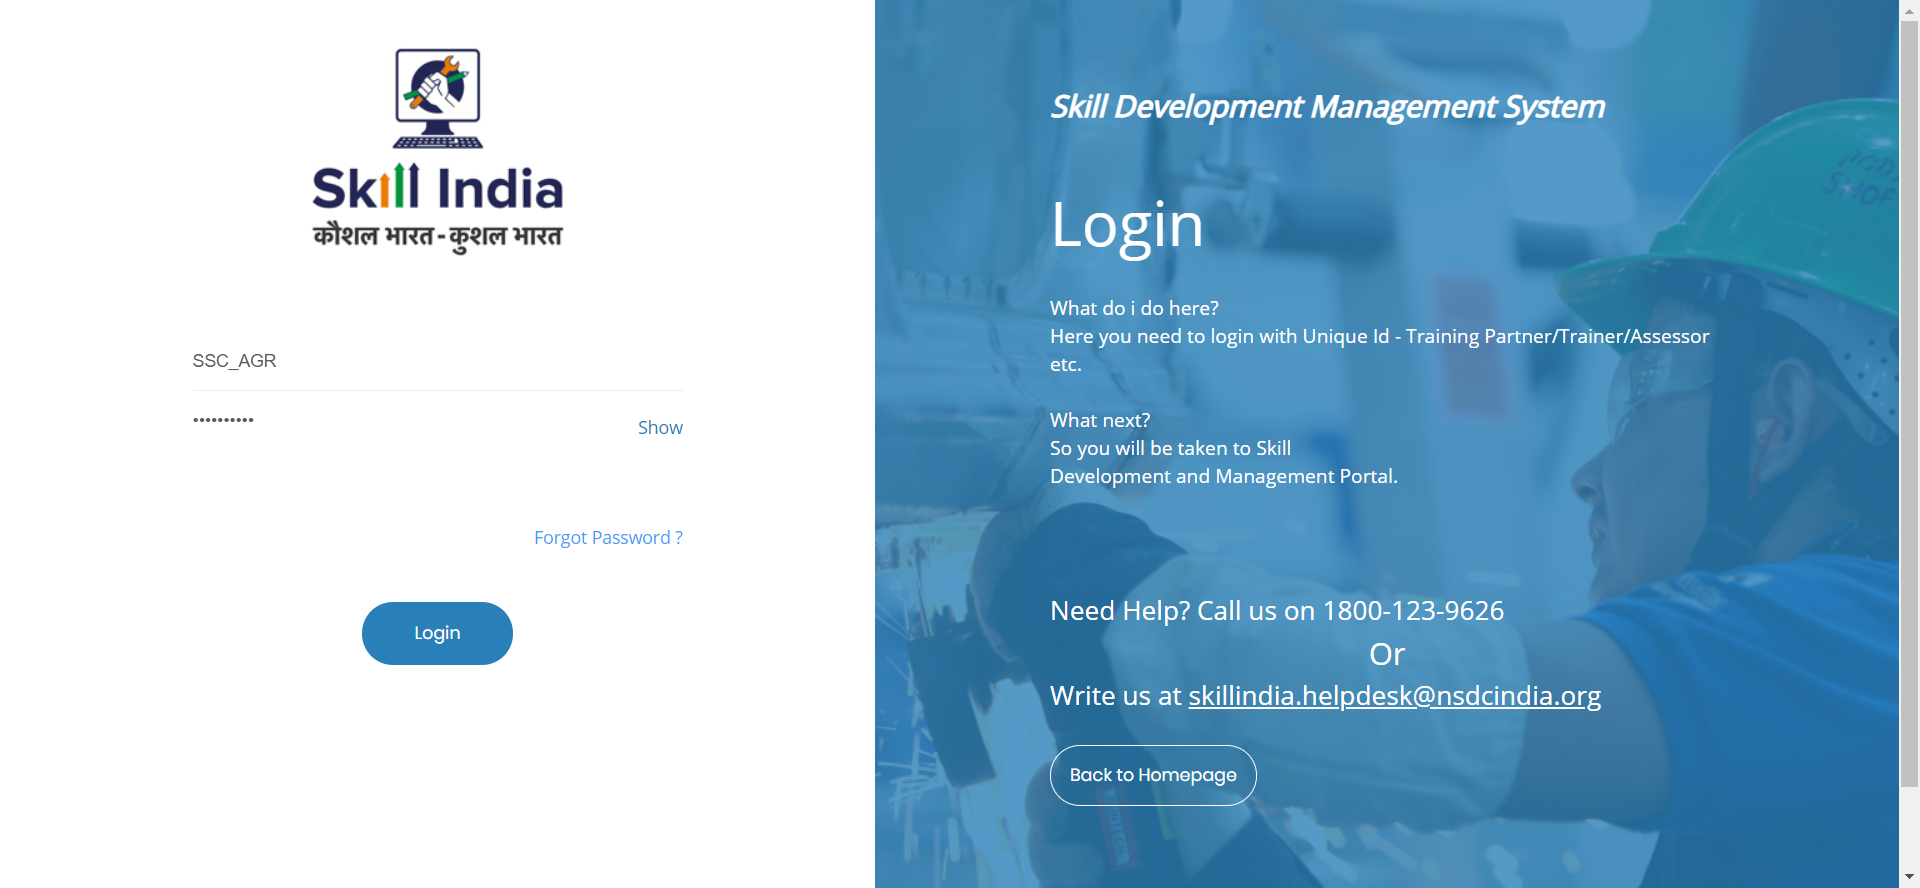 Skill India
कौशल भारत - कुशल भारत
SSC_AGR
••••••••••
Show
Forgot Password ?
Login
Skill Development Management System
Login
What do i do here?
Here you need to login with Unique Id - Training Partner/Trainer/Assessor
etc.
What next?
So you will be taken to Skill
Development and Management Portal.
Need Help? Call us on 1800-123-9626
Or
Write us at skillindia.helpdesk@nsdcindia.org
Back to Homepage